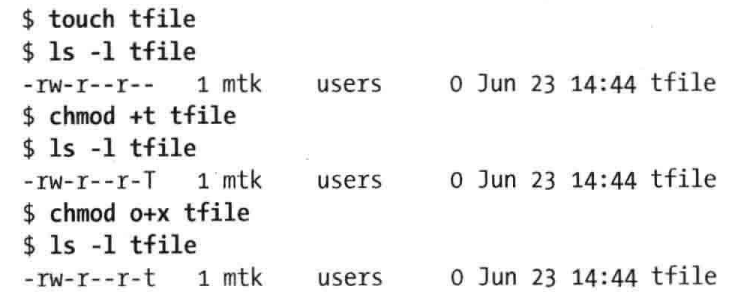 $ touch tfile
$ ls -l tfile
-rw-r--r-- 1 mtk users 0 Jun 23 14:44 tfile
$ chmod +t tfile
$ ls -l tfile
-rw-r--r-T 1 mtk users 0 Jun 23 14:44 tfile
$ chmod o+x tfile
$ ls -l tfile
-rw-r--r-t 1 mtk users 0 Jun 23 14:44 tfile